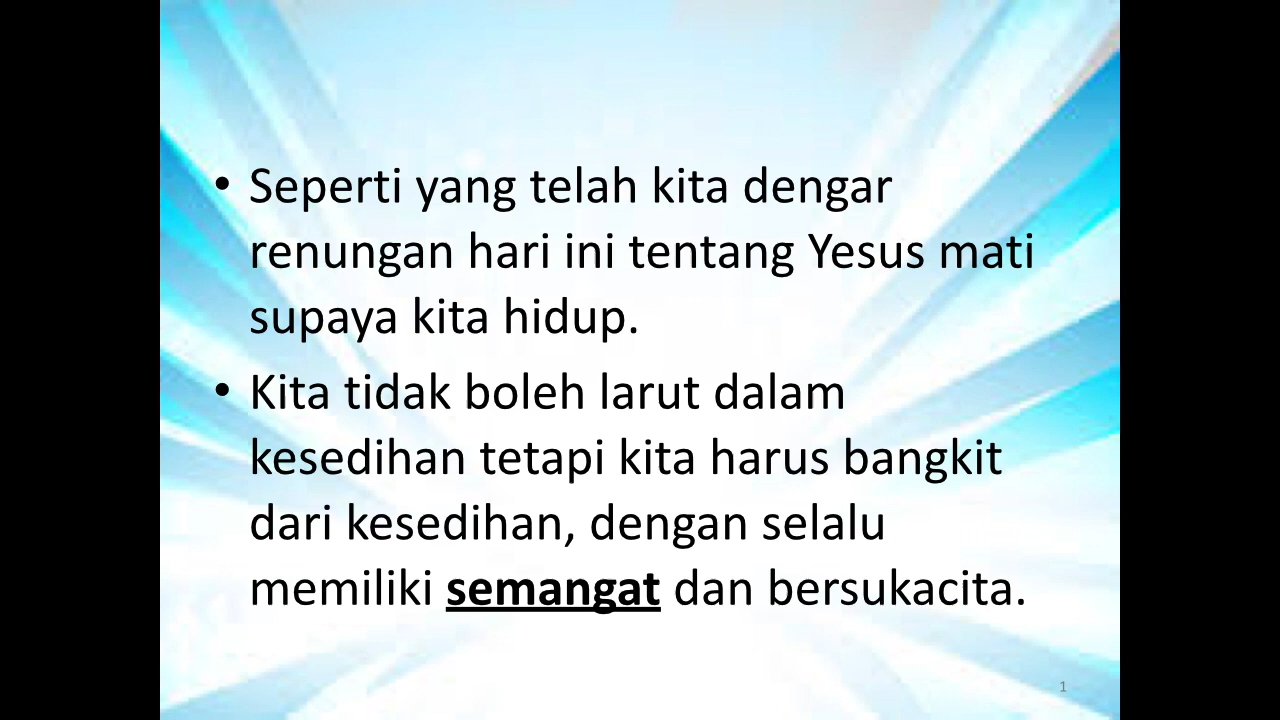 • Seperti yang telah kita dengar
renungan hari ini tentang Yesus mati
supaya kita hidup.
• Kita tidak boleh larut dalam
kesedihan tetapi kita harus bangkit
dari kesedihan, dengan selalu
memiliki semangat dan bersukacita.
1